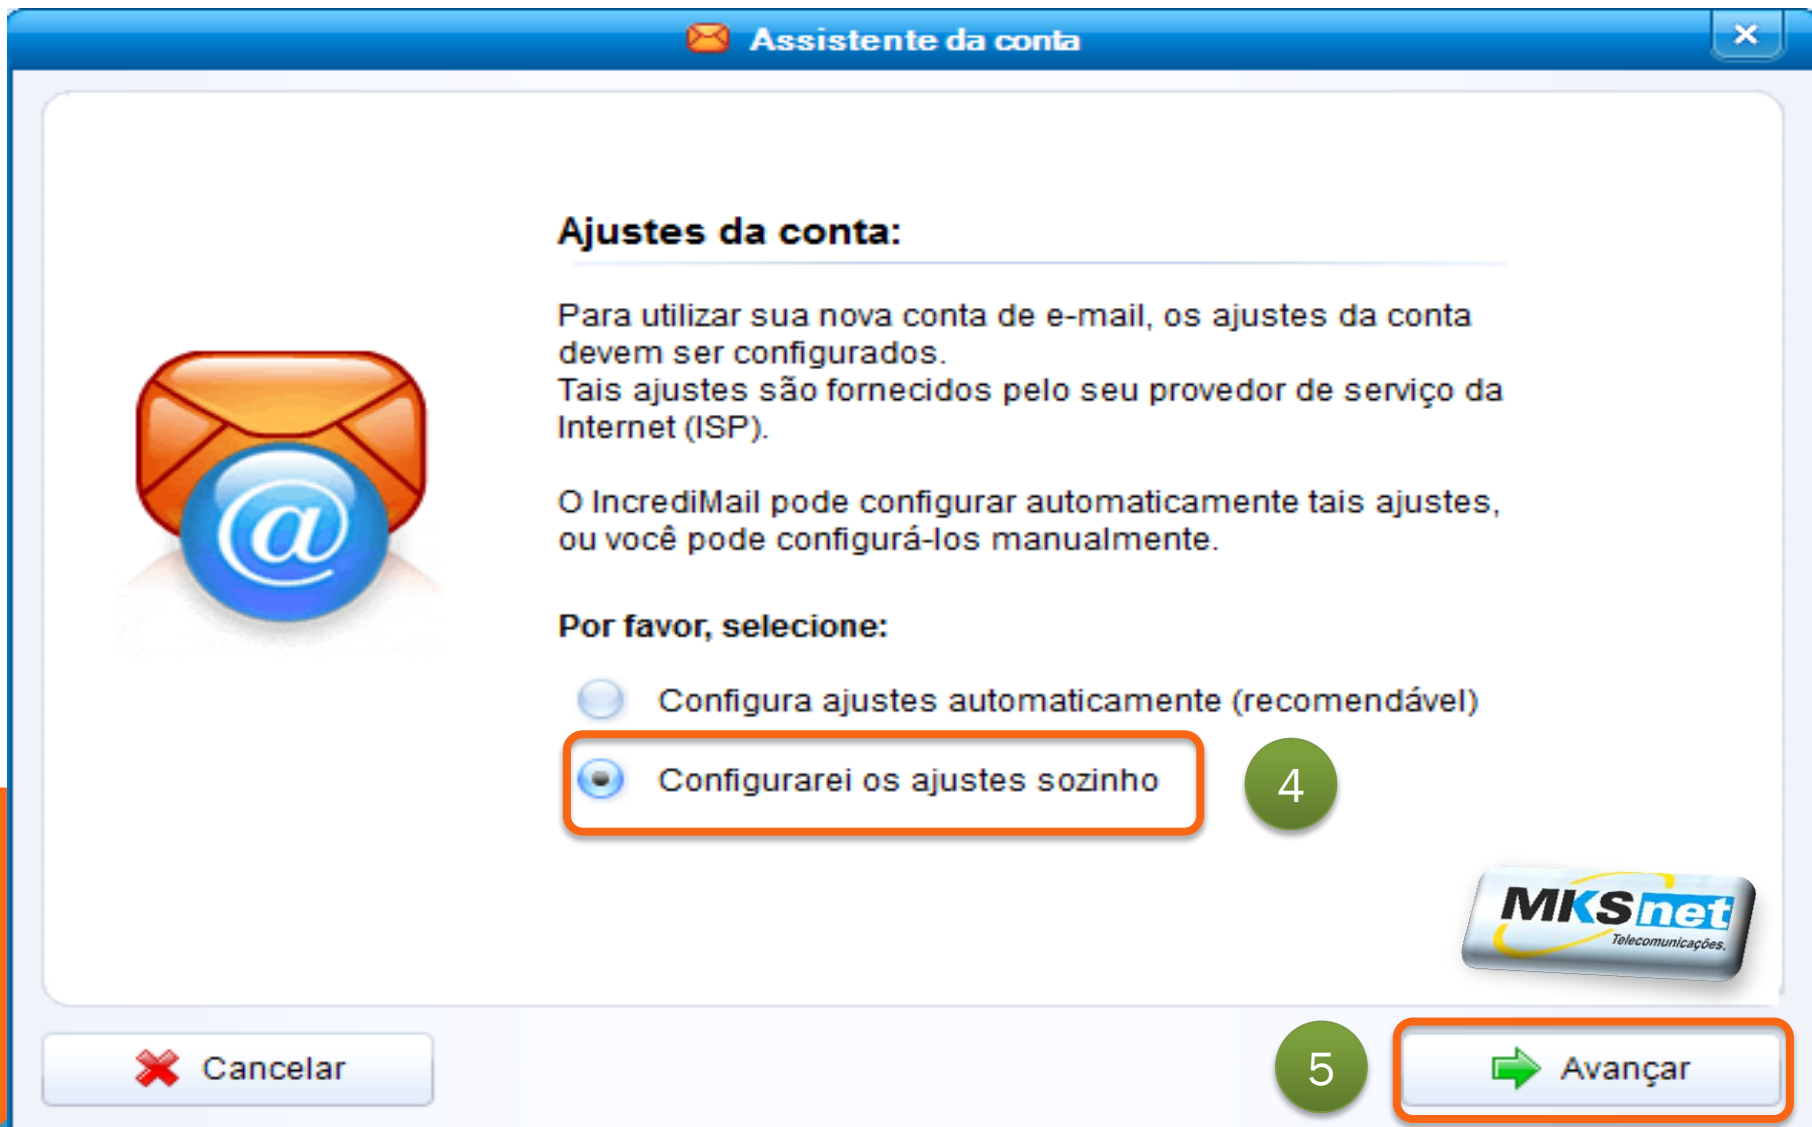 Assistente da conta
Ajustes da conta:
Para utilizar sua nova conta de e-mail, os ajustes da conta
devem ser configurados.
Tais ajustes são fornecidos pelo seu provedor de serviço da
Internet (ISP).
O IncrediMail pode configurar automaticamente tais ajustes,
ou você pode configurá-los manualmente.
Por favor, selecione:
Configura ajustes automaticamente (recomendável)
Configurarei os ajustes sozinho
4
MKSnet
Telecomunicações.
Cancelar
5
Avançar